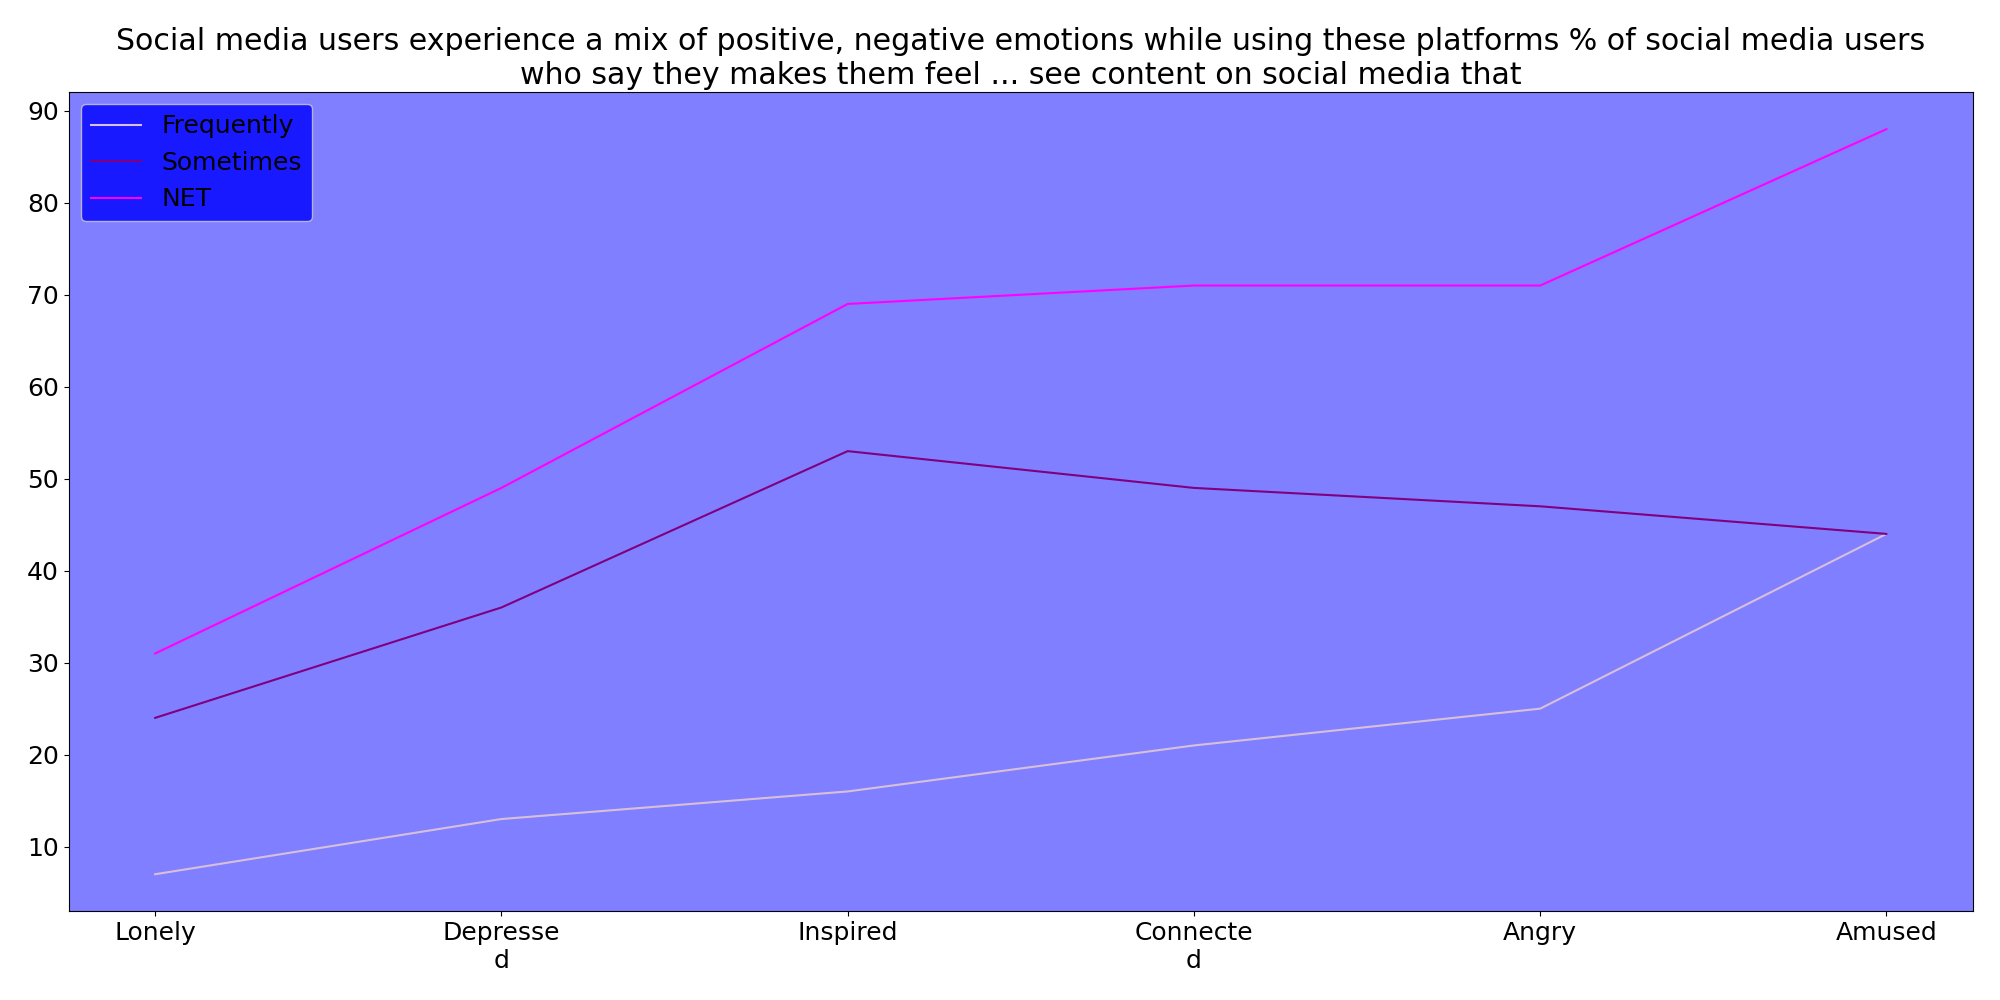 Social media users experience a mix of positive, negative emotions while using these platforms % of social media users
who say they makes them feel ... see content on social media that
Frequently
Sometimes
NET
90
80
70
60
50
40
30
20
10
Lonely
Depresse
d
Inspired
Connecte
d
Angry
Amused